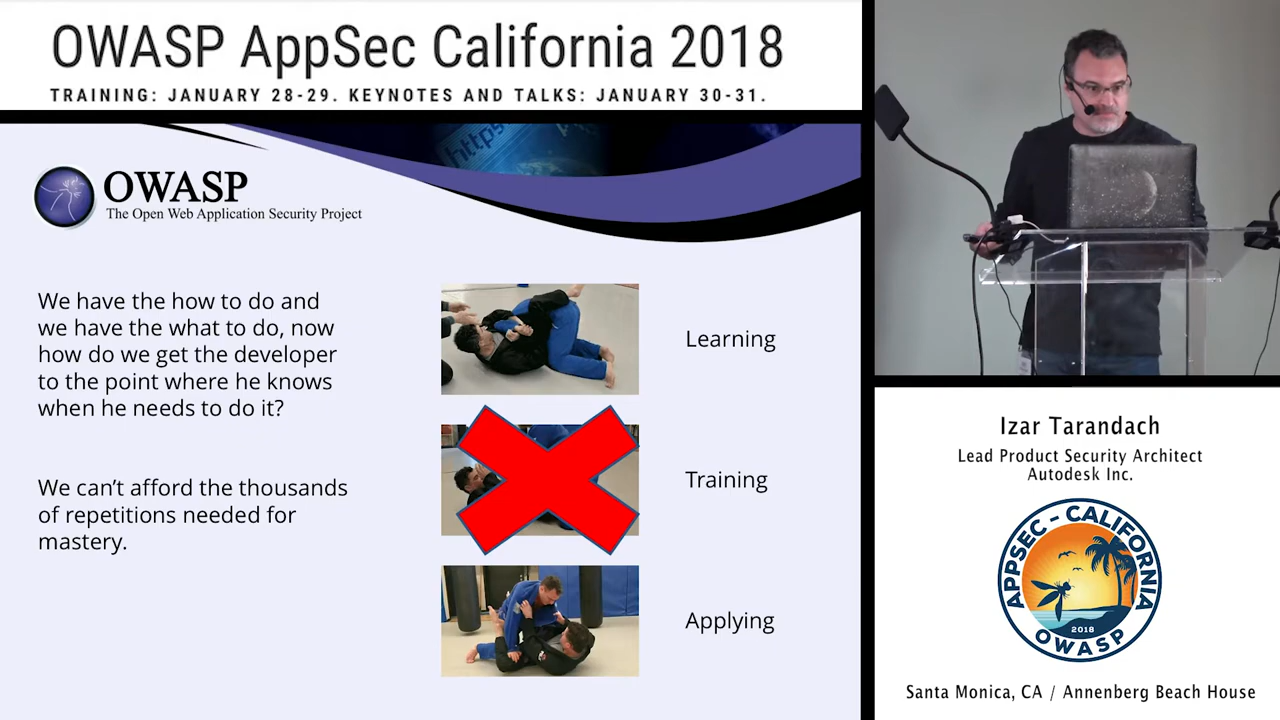 OWASP AppSec California 2018
TRAINING: JANUARY 28-29. KEYNOTES AND TALKS: JANUARY 30-31.
https
OWASP
The Open Web Application Security Project
We have the how to do and
we have the what to do, now
how do we get the developer
to the point where he knows
when he needs to do it?
We can't afford the thousands
of repetitions needed for
mastery.
Learning
Training
Applying
Izar Tarandach
Lead Product Security Architect
Autodesk Inc.
APPSEC - CALIFORNIA
2018
OWASP
Santa Monica, CA / Annenberg Beach House